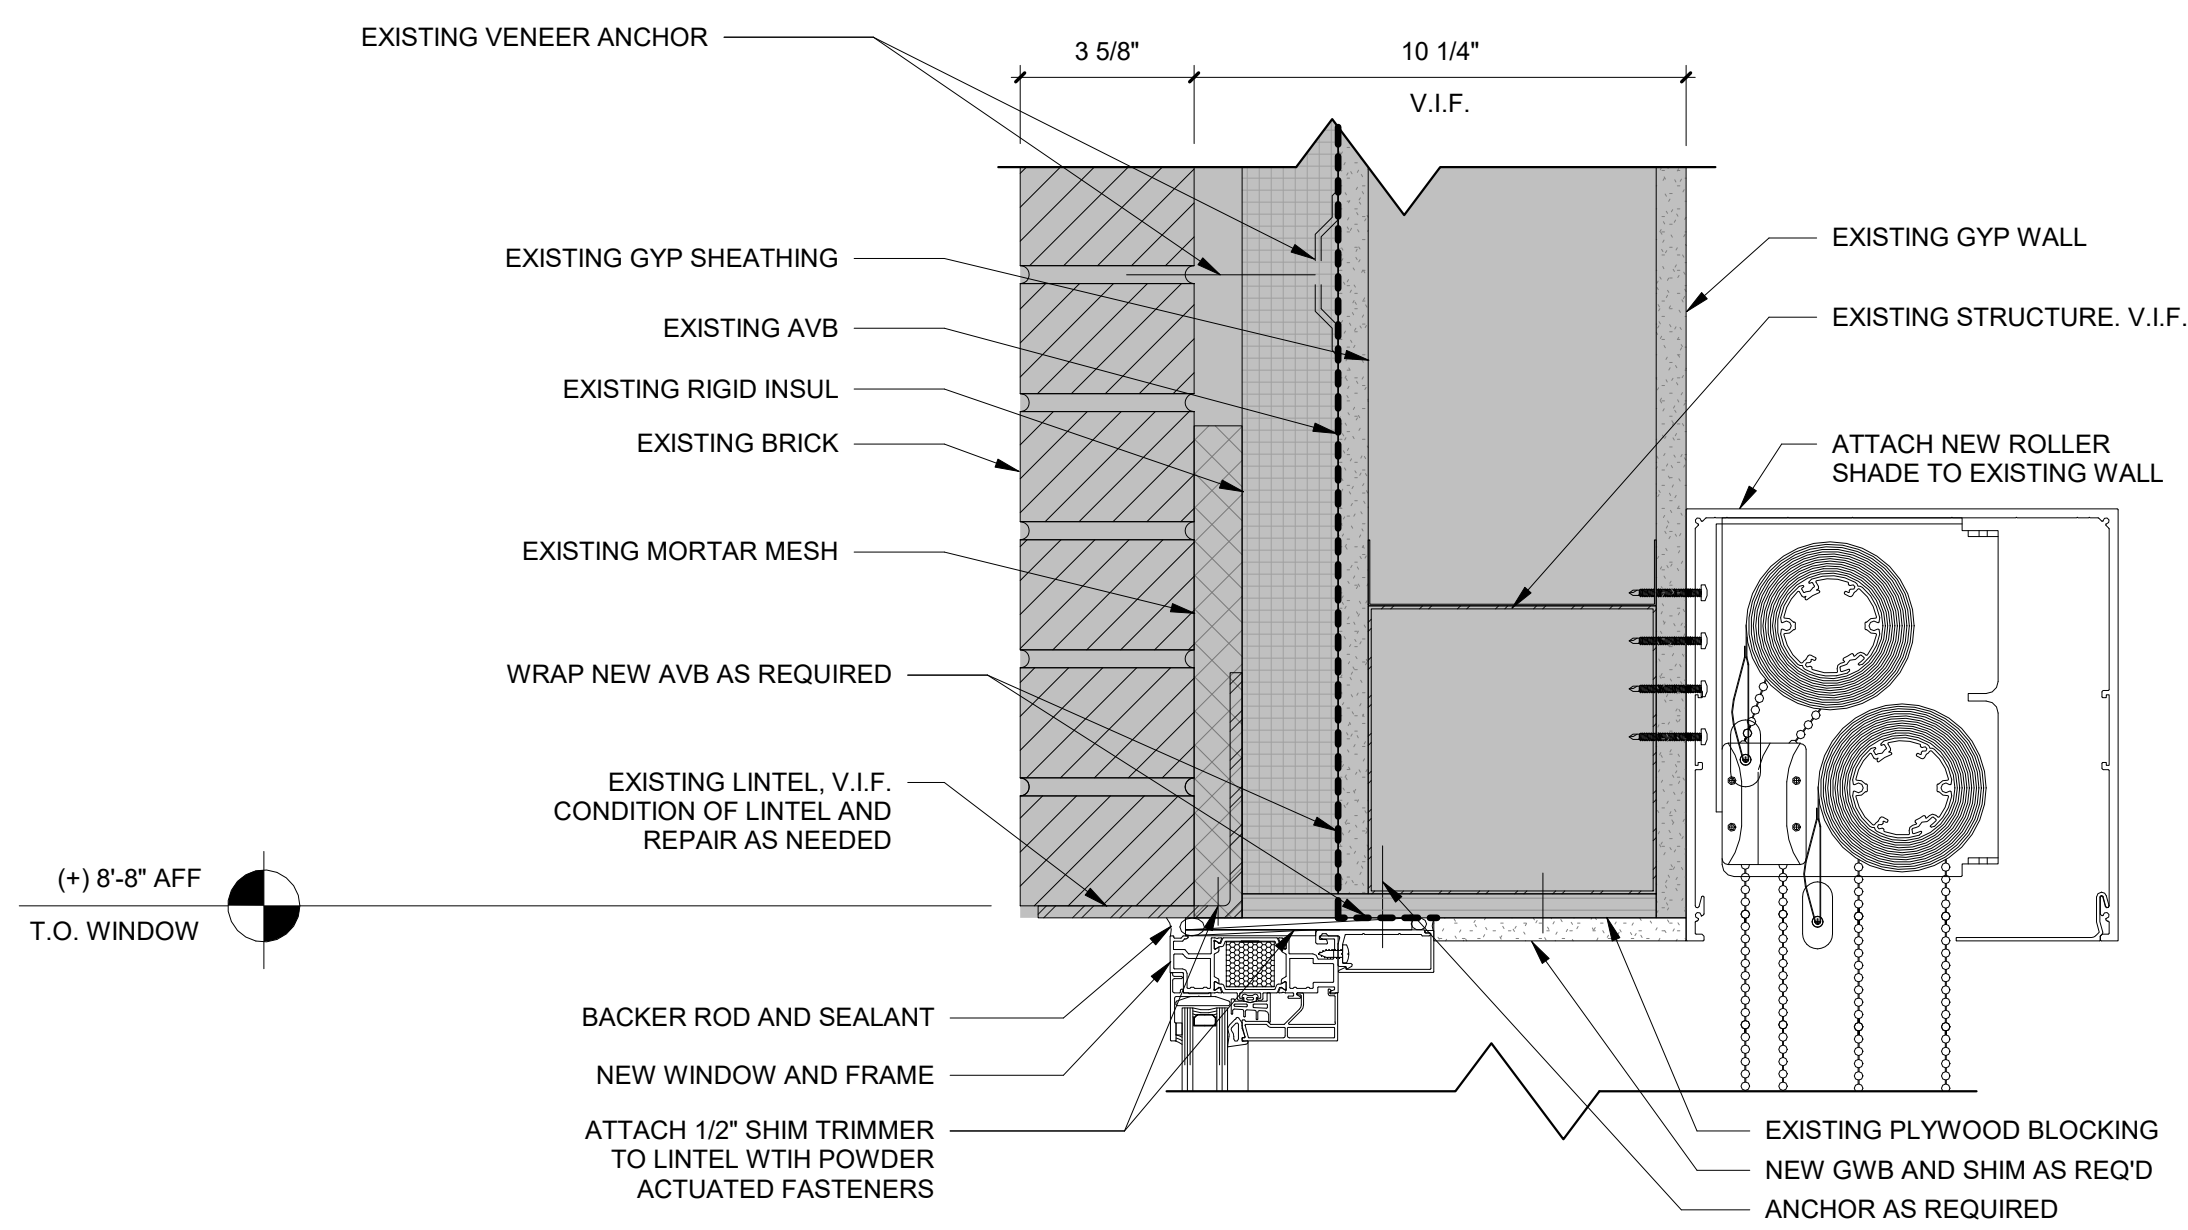 EXISTING VENEER ANCHOR
3 5/8"
10 1/4"
V.I.F.
EXISTING GYP SHEATHING
EXISTING AVB
EXISTING RIGID INSUL
EXISTING BRICK
EXISTING MORTAR MESH
WRAP NEW AVB AS REQUIRED
EXISTING LINTEL, V.I.F.
CONDITION OF LINTEL AND
REPAIR AS NEEDED
(+) 8'-8" AFF
T.O. WINDOW
BACKER ROD AND SEALANT
NEW WINDOW AND FRAME
ATTACH 1/2" SHIM TRIMMER
TO LINTEL WTIH POWDER
ACTUATED FASTENERS
EXISTING GYP WALL
EXISTING STRUCTURE. V.I.F.
ATTACH NEW ROLLER
SHADE TO EXISTING WALL
EXISTING PLYWOOD BLOCKING
NEW GWB AND SHIM AS REQ'D
ANCHOR AS REQUIRED